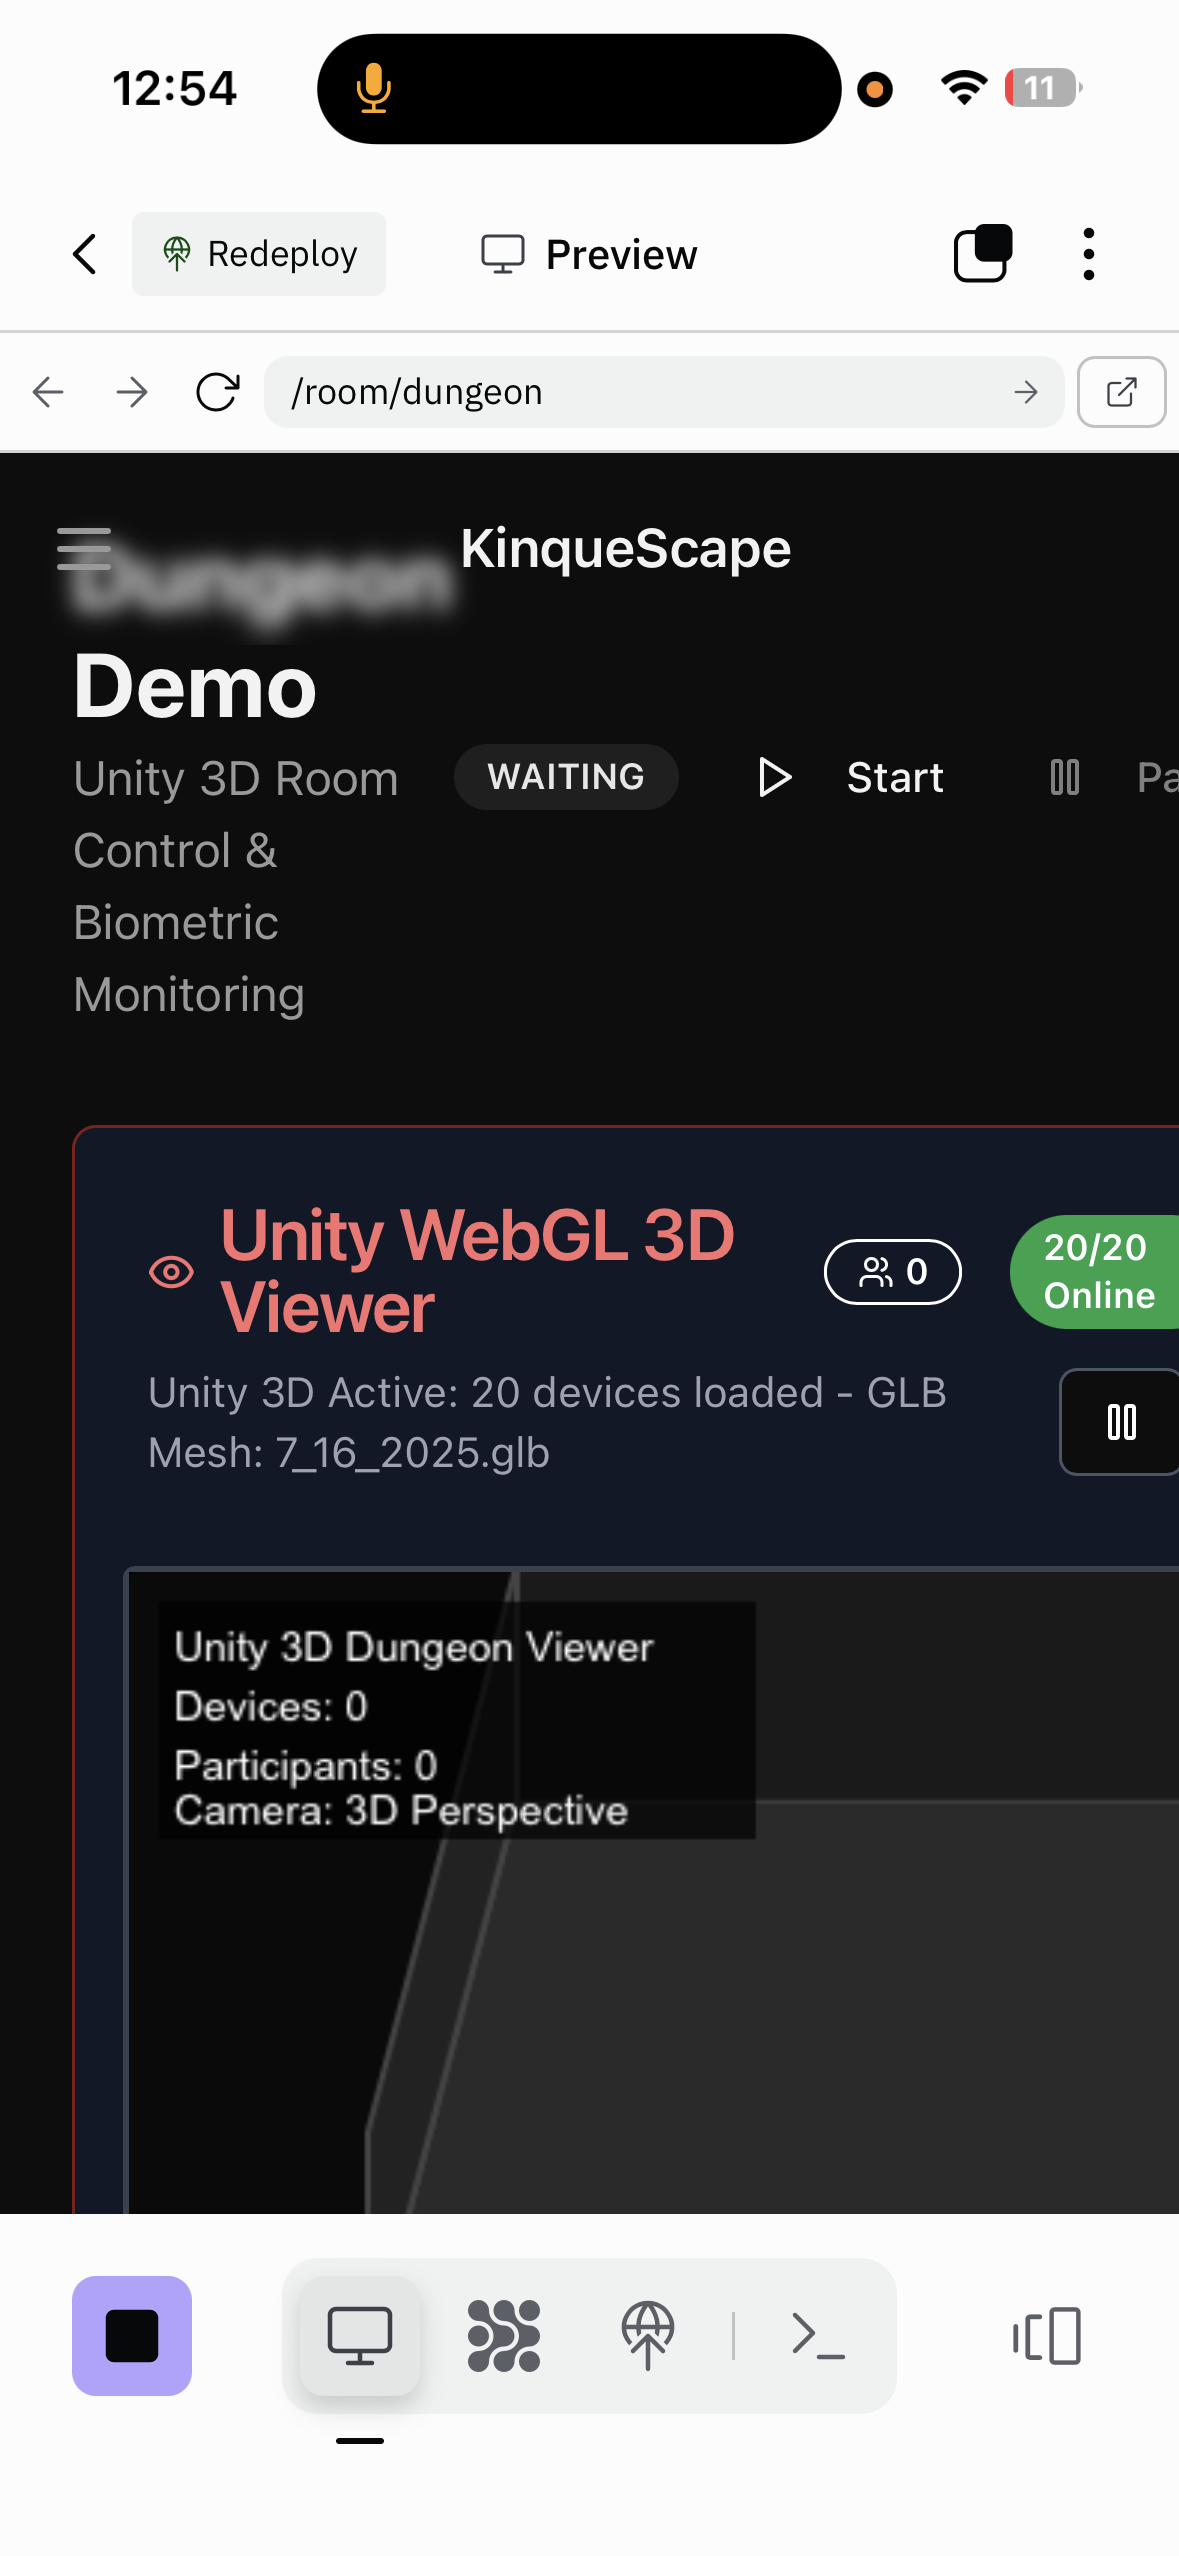 12:54
11
Redeploy
Preview
/room/dungeon
KinqueScape
Dungeon
Demo
Unity 3D Room
Control &
Biometric
Monitoring
WAITING
Start
Pa
Unity WebGL 3D
Viewer
0
20/20
Online
Unity 3D Active: 20 devices loaded - GLB
Mesh: 7_16_2025.glb
Unity 3D Dungeon Viewer
Devices: 0
Participants: 0
Camera: 3D Perspective